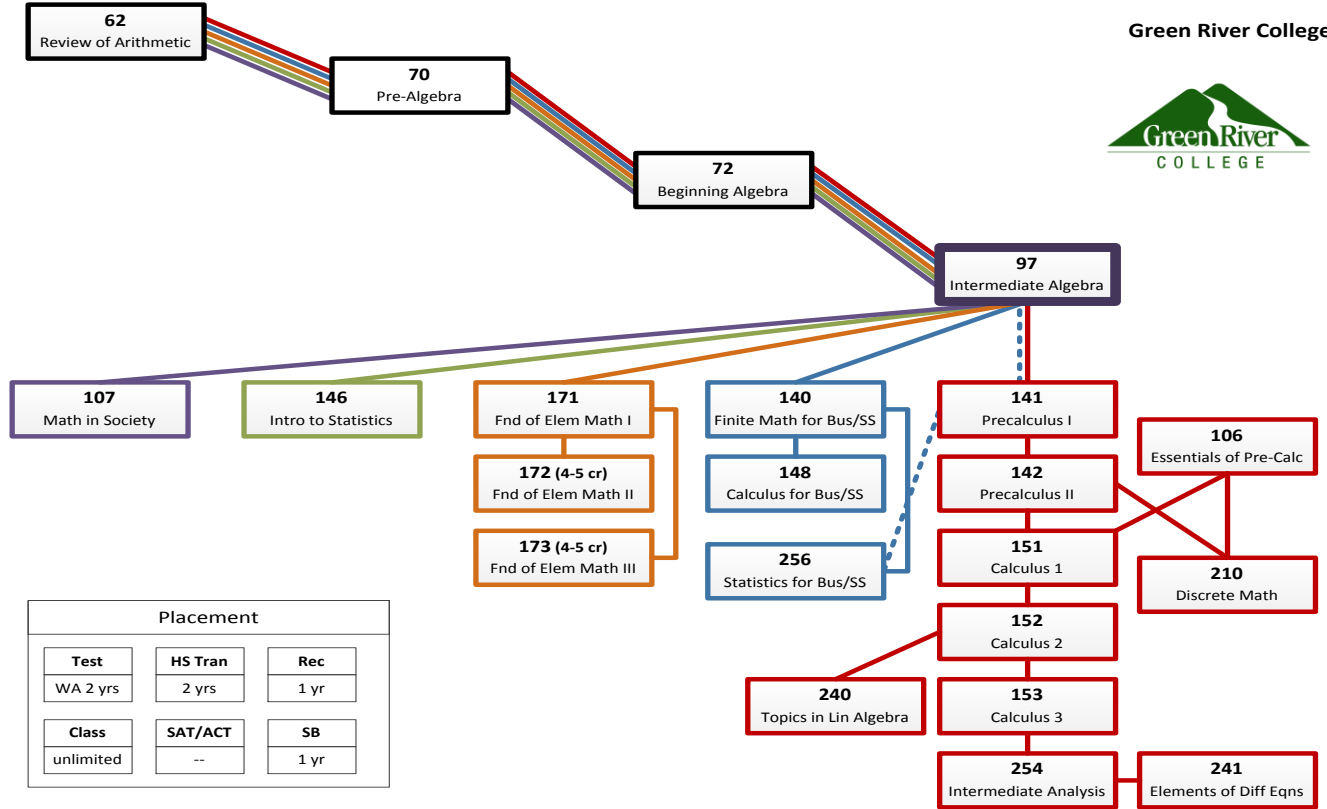 62
Review of Arithmetic
Green River College
70
Pre-Algebra
Green River
COLLEGE
72
Beginning Algebra
97
Intermediate Algebra
107
Math in Society
146
Intro to Statistics
171
Fnd of Elem Math I
140
Finite Math for Bus/SS
141
Precalculus I
106
Essentials of Pre-Calc
172 (4-5 cr)
Fnd of Elem Math II
148
Calculus for Bus/SS
142
Precalculus II
173 (4-5 cr)
Fnd of Elem Math III
256
Statistics for Bus/SS
151
Calculus 1
210
Discrete Math
152
Calculus 2
240
Topics in Lin Algebra
153
Calculus 3
254
Intermediate Analysis
241
Elements of Diff Eqns
Placement
Test
WA 2 yrs
HS Tran
2 yrs
Rec
1 yr
Class
unlimited
SAT/ACT
--
SB
1 yr